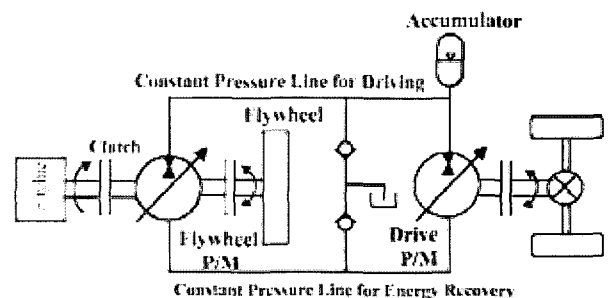 Accumulator
Constant Pressure Line for Driving
Flywheel
Clutch
Flywheel
P/M
Drive
P/M
Constant Pressure Line for Energy Recovery